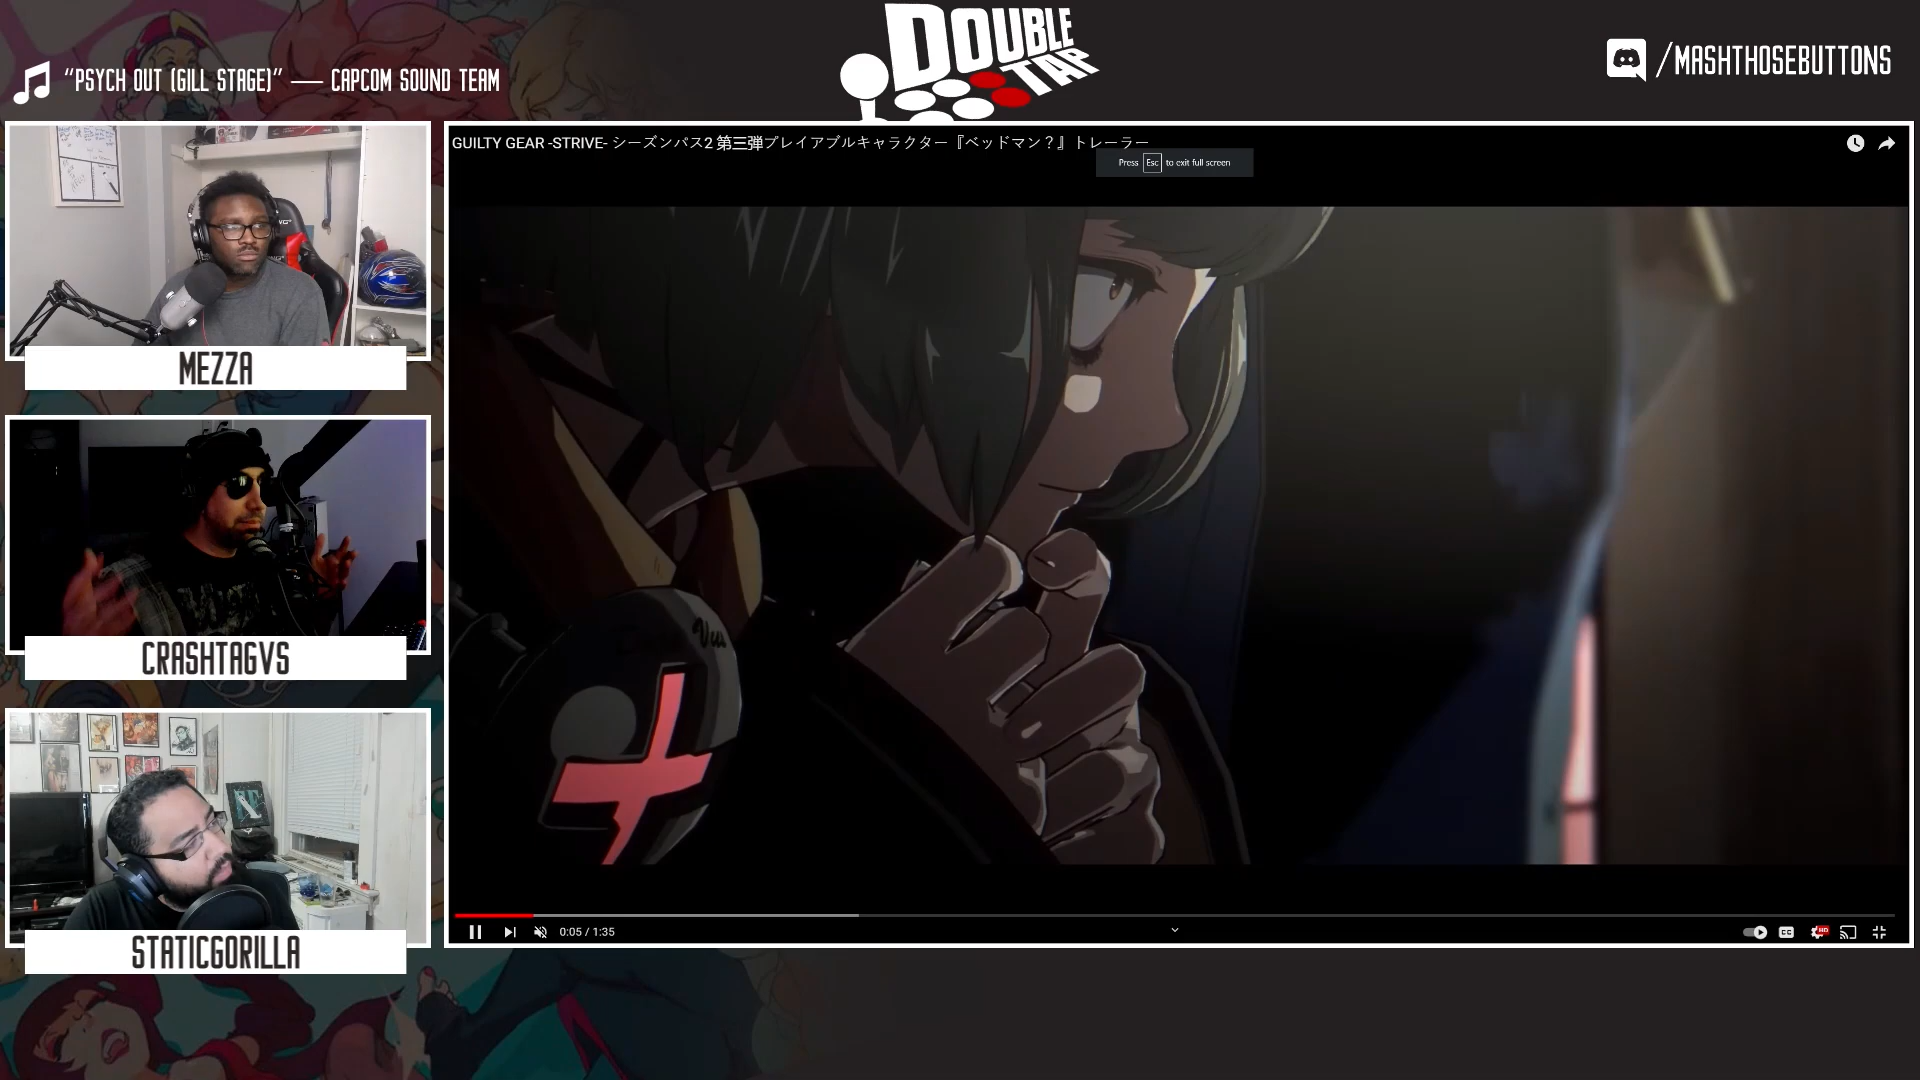 "PSYCH OUT (GILL STAGE)" — CAPCOM SOUND TEAM
DOUBLE
TAP
/MASHTHOSEBUTTONS
GUILTY GEAR -STRIVE- シーズンパス2 第三弾プレイアブルキャラクター『ベッドマン？』トレーラー
Press Esc to exit full screen
MEZZA
CRASHTAGVS
STATICGORILLA
0:05 / 1:35
CC
HD